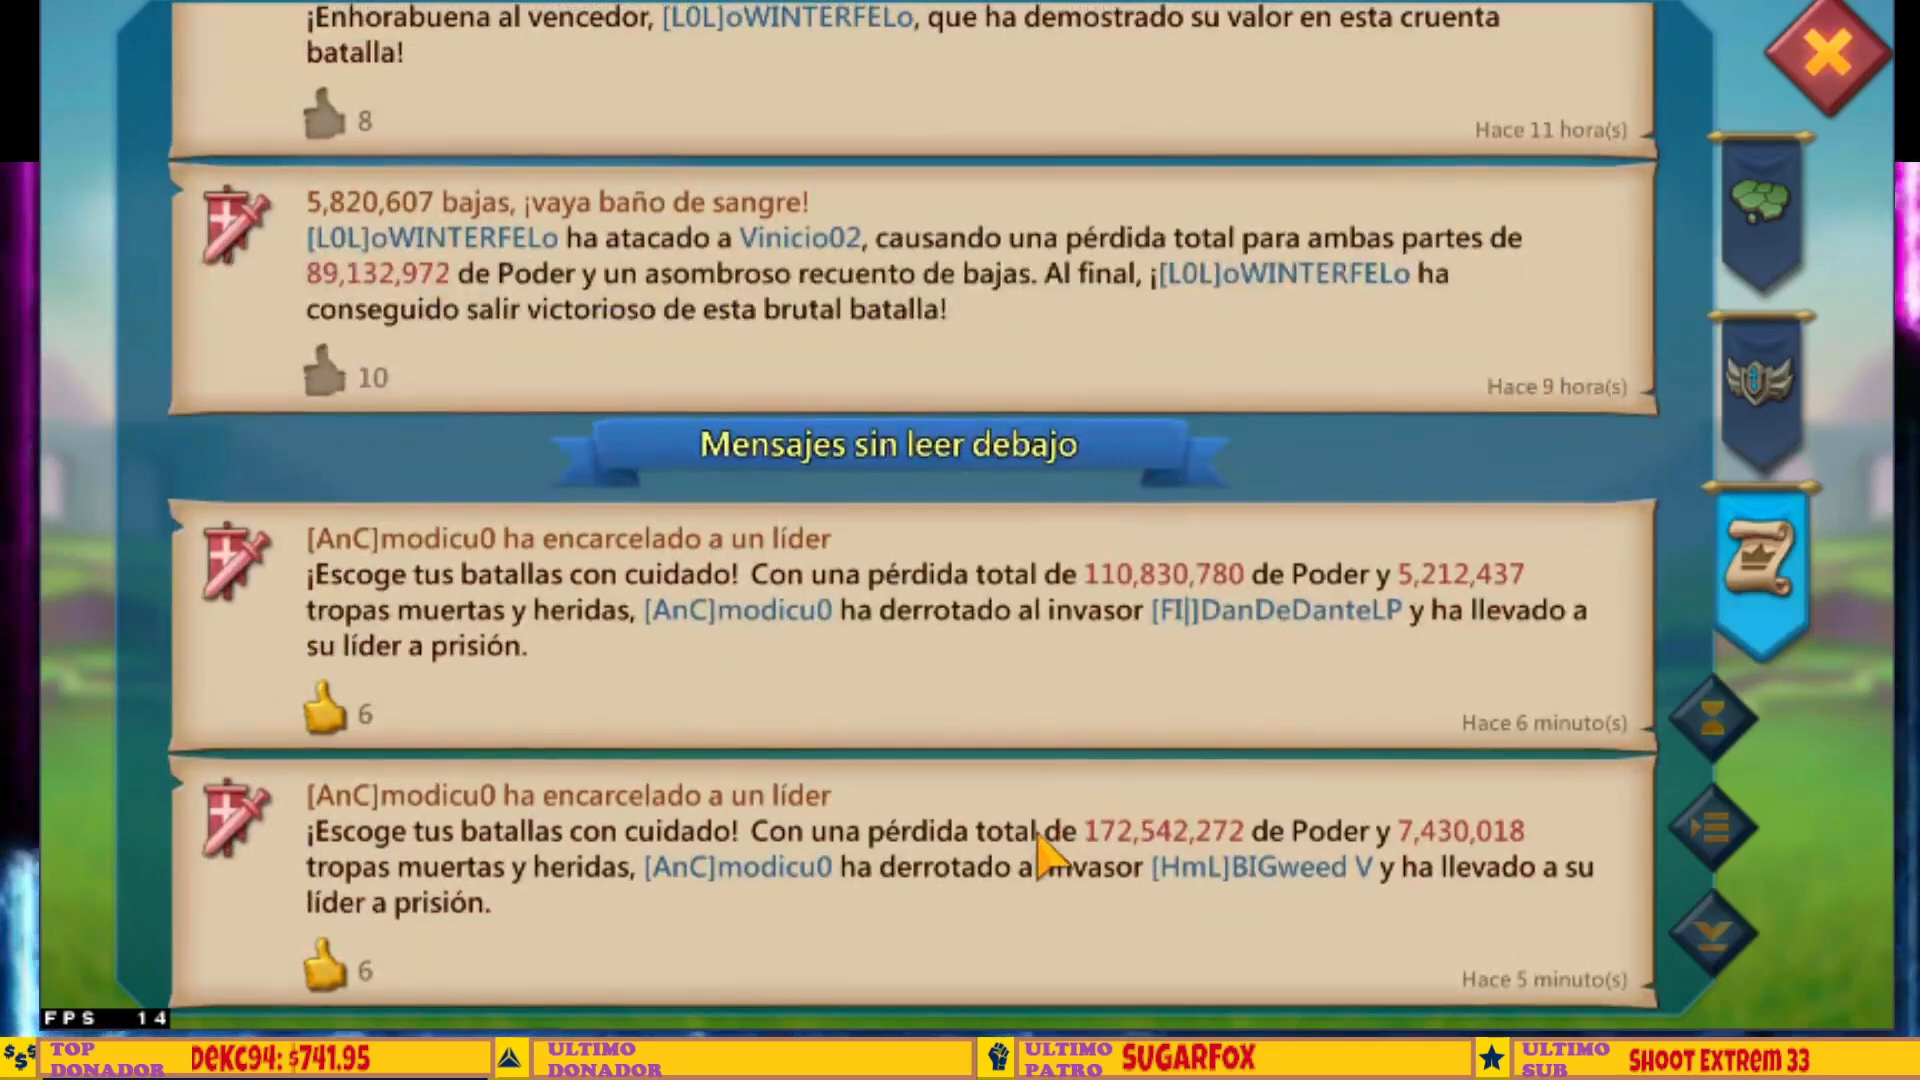 ¡Enhorabuena al vencedor, [L0L]oWINTERFELo, que ha demostrado su valor en esta cruenta
batalla!
8
Hace 11 hora(s)
5,820,607 bajas, ¡vaya baño de sangre!
[L0L]oWINTERFELo ha atacado a Vinicio02, causando una pérdida total para ambas partes de
89,132,972 de Poder y un asombroso recuento de bajas. Al final, ¡[L0L]oWINTERFELo ha
conseguido salir victorioso de esta brutal batalla!
10
Hace 9 hora(s)
Mensajes sin leer debajo
[AnC]modicu0 ha encarcelado a un líder
¡Escoge tus batallas con cuidado! Con una pérdida total de 110,830,780 de Poder y 5,212,437
tropas muertas y heridas, [AnC]modicu0 ha derrotado al invasor [FI|]DanDeDanteLP y ha llevado a
su líder a prisión.
6
Hace 6 minuto(s)
[AnC]modicu0 ha encarcelado a un líder
¡Escoge tus batallas con cuidado! Con una pérdida total de 172,542,272 de Poder y 7,430,018
tropas muertas y heridas, [AnC]modicu0 ha derrotado al invasor [HmL]BIGweed V y ha llevado a su
líder a prisión.
6
Hace 5 minuto(s)
FPS 14
TOP
DONADOR
DEKC94: $741.95
ULTIMO
DONADOR
ULTIMO
PATRO
SUGARFOX
ULTIMO
SUB
SHOOT EXTREM 33